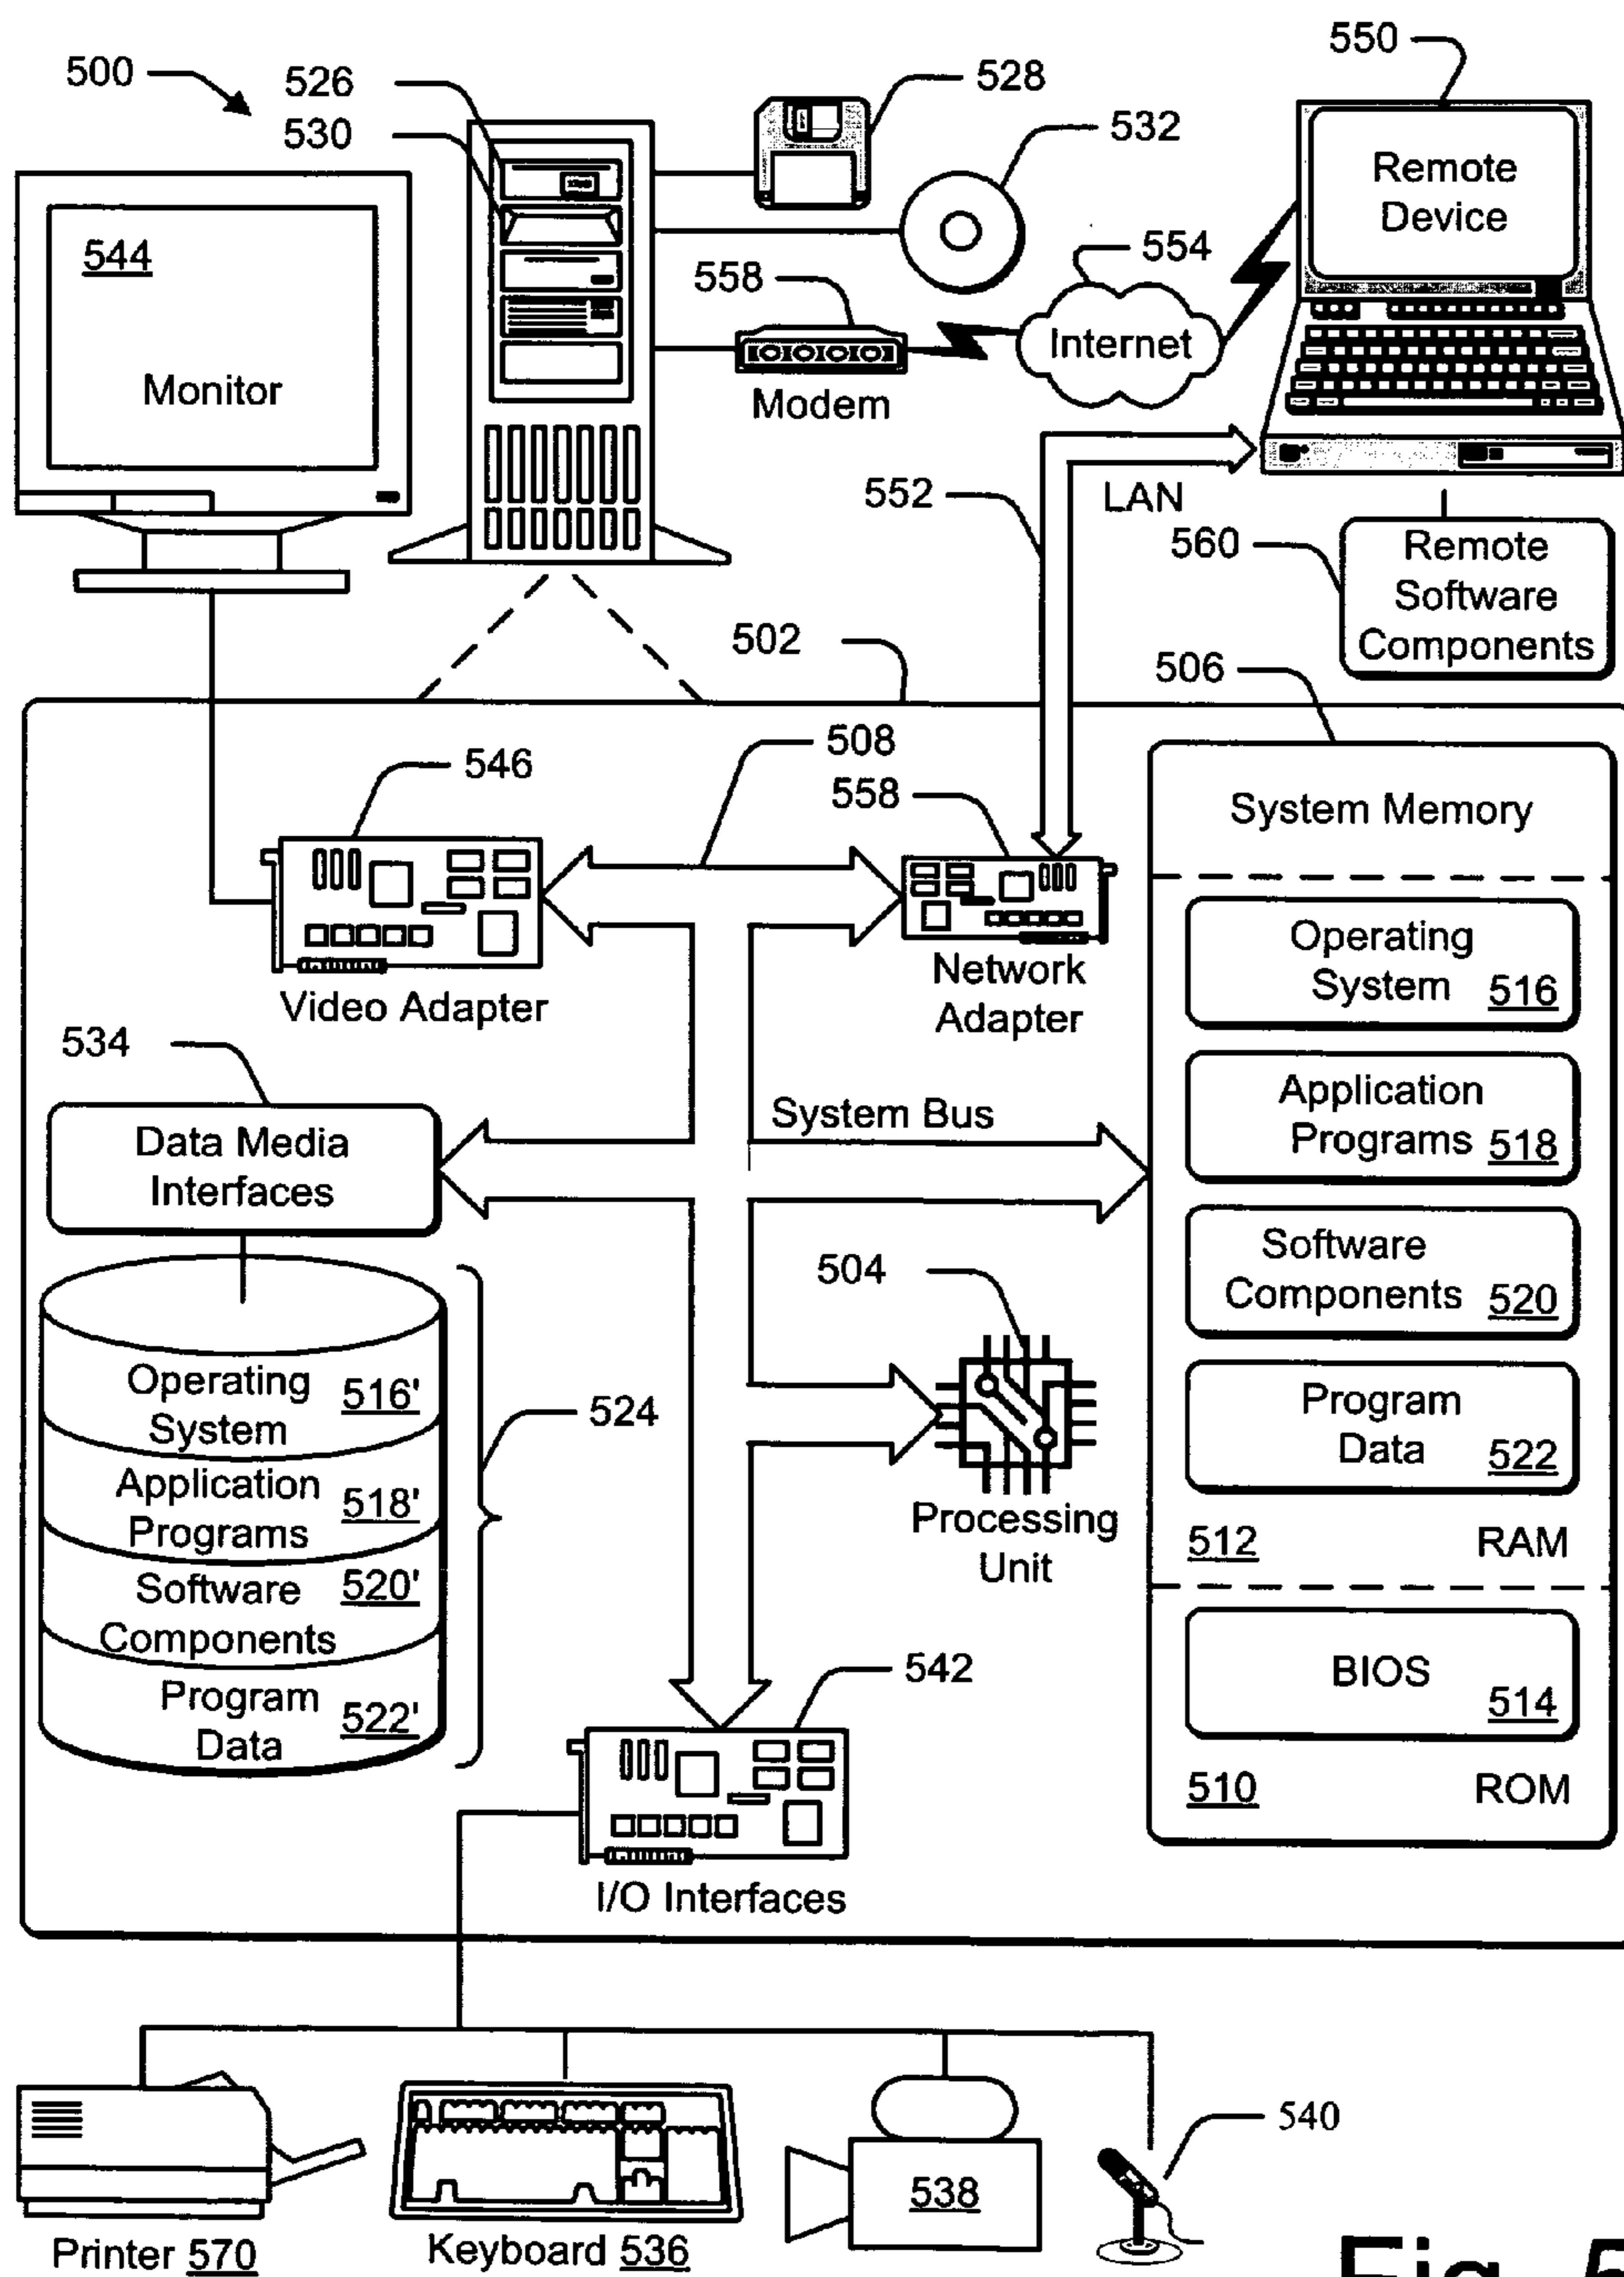 500
526
530
528
532
550
Remote
Device
544
Monitor
558
Modem
554
Internet
552
LAN
560
Remote
Software
Components
502
506
508
546
558
Video Adapter
Network
Adapter
System Memory
Operating
System 516
Application
Programs 518
Software
Components 520
Program
Data 522
512 RAM
BIOS
514
510 ROM
534
Data Media
Interfaces
System Bus
504
Processing
Unit
Operating
System 516'
Application
Programs 518'
Software
Components 520'
Program
Data 522'
524
542
I/O Interfaces
Printer 570
Keyboard 536
538
540
Fig. 5